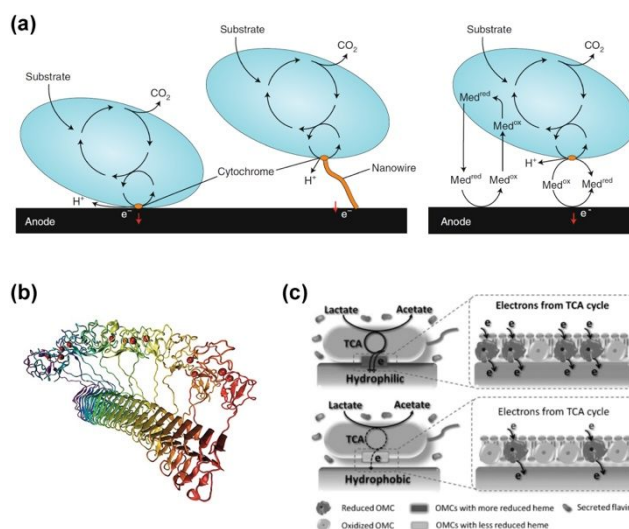 (a)
Substrate
CO2
H+
e−
Anode
Cytochrome
Substrate
CO2
H+
Nanowire
e−
Substrate
CO2
Medred
Medox
H+
Medox
Medred
Medred
Medox
e−
(b)
(c)
Lactate
Acetate
TCA
e
Hydrophilic
Electrons from TCA cycle
e e e e
e e e e
Lactate
Acetate
TCA
e
Hydrophobic
Electrons from TCA cycle
e e
e e
Reduced OMC
OMCs with more reduced heme
Secreted flavin
Oxidized OMC
OMCs with less reduced heme